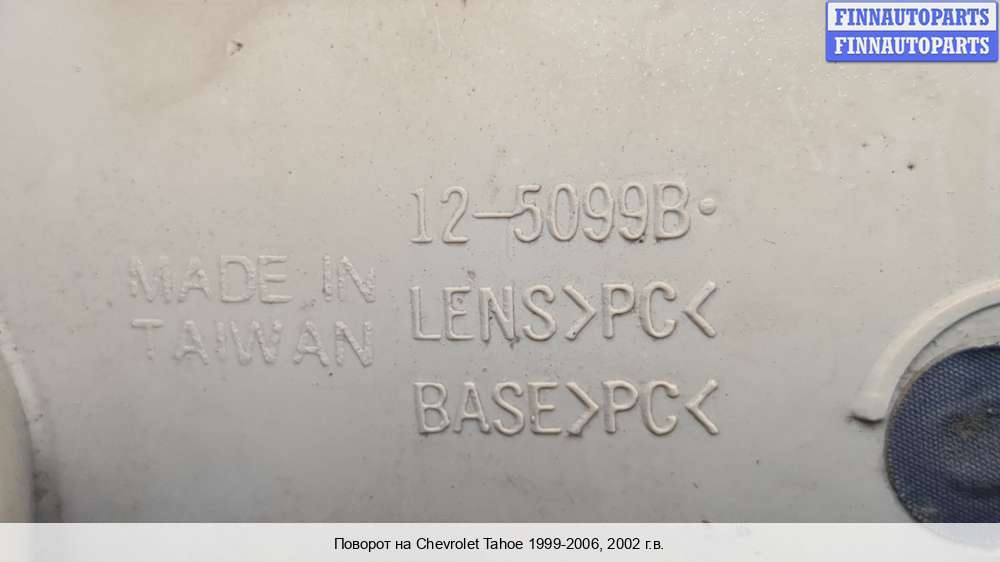 FINNAUTOPARTS
FINNAUTOPARTS
12-5099B
MADE IN
TAIWAN
LENS>PC<
BASE>PC<
Поворот на Chevrolet Tahoe 1999-2006, 2002 г.в.